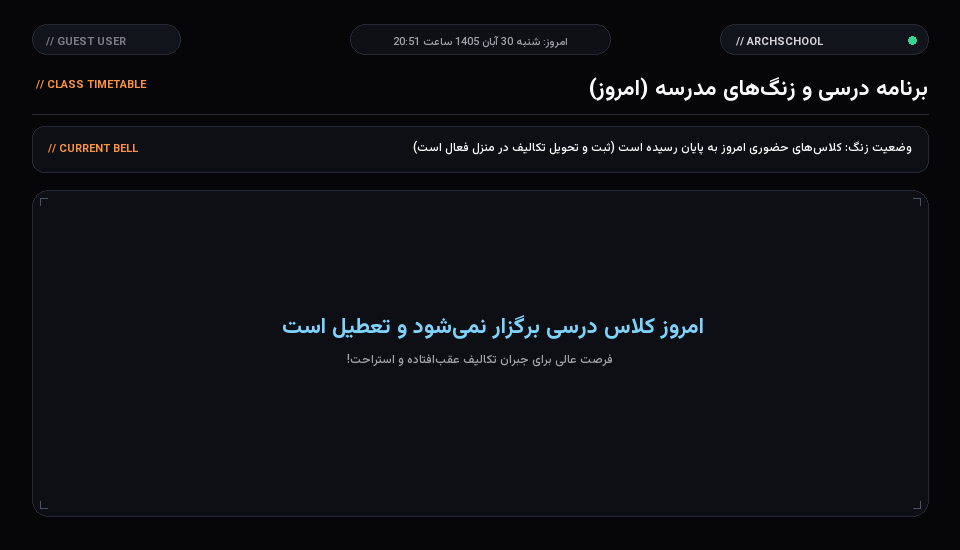 // ARCHSCHOOL
امروز: شنبه 30 آبان 1405 ساعت 20:51
// GUEST USER
برنامه درسی و زنگ‌های مدرسه (امروز)
// CLASS TIMETABLE
وضعیت زنگ: کلاس‌های حضوری امروز به پایان رسیده است (ثبت و تحویل تکالیف در منزل فعال است)
// CURRENT BELL
امروز کلاس درسی برگزار نمی‌شود و تعطیل است
فرصت عالی برای جبران تکالیف عقب‌افتاده و استراحت!